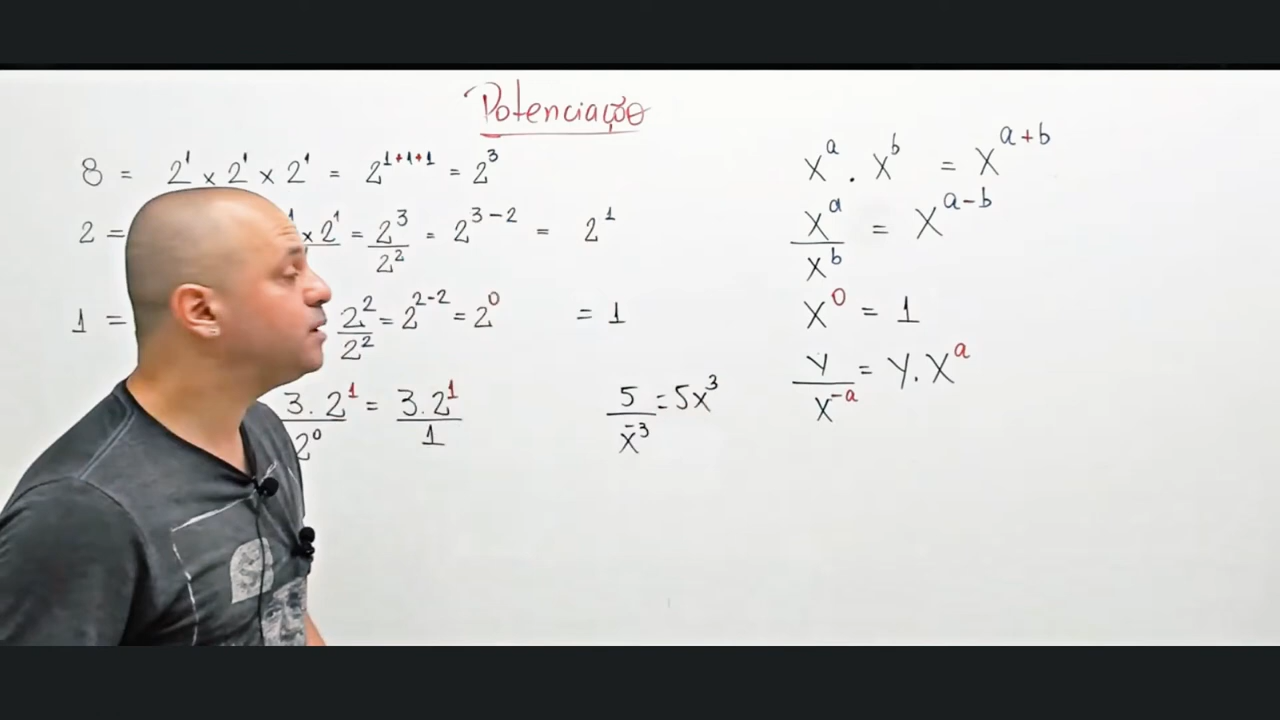 Potenciação
8 = 2¹ × 2¹ × 2¹ = 2¹⁺¹⁺¹ = 2³
2 = × 2¹ = 2³/2² = 2³⁻² = 2¹
1 = 2²/2² = 2²⁻² = 2⁰ = 1
3 . 2¹/2⁰ = 3 . 2¹/1
5/x⁻³ = 5x³
xᵃ . xᵇ = xᵃ⁺ᵇ
xᵃ/xᵇ = xᵃ⁻ᵇ
x⁰ = 1
y/x⁻ᵃ = y . xᵃ